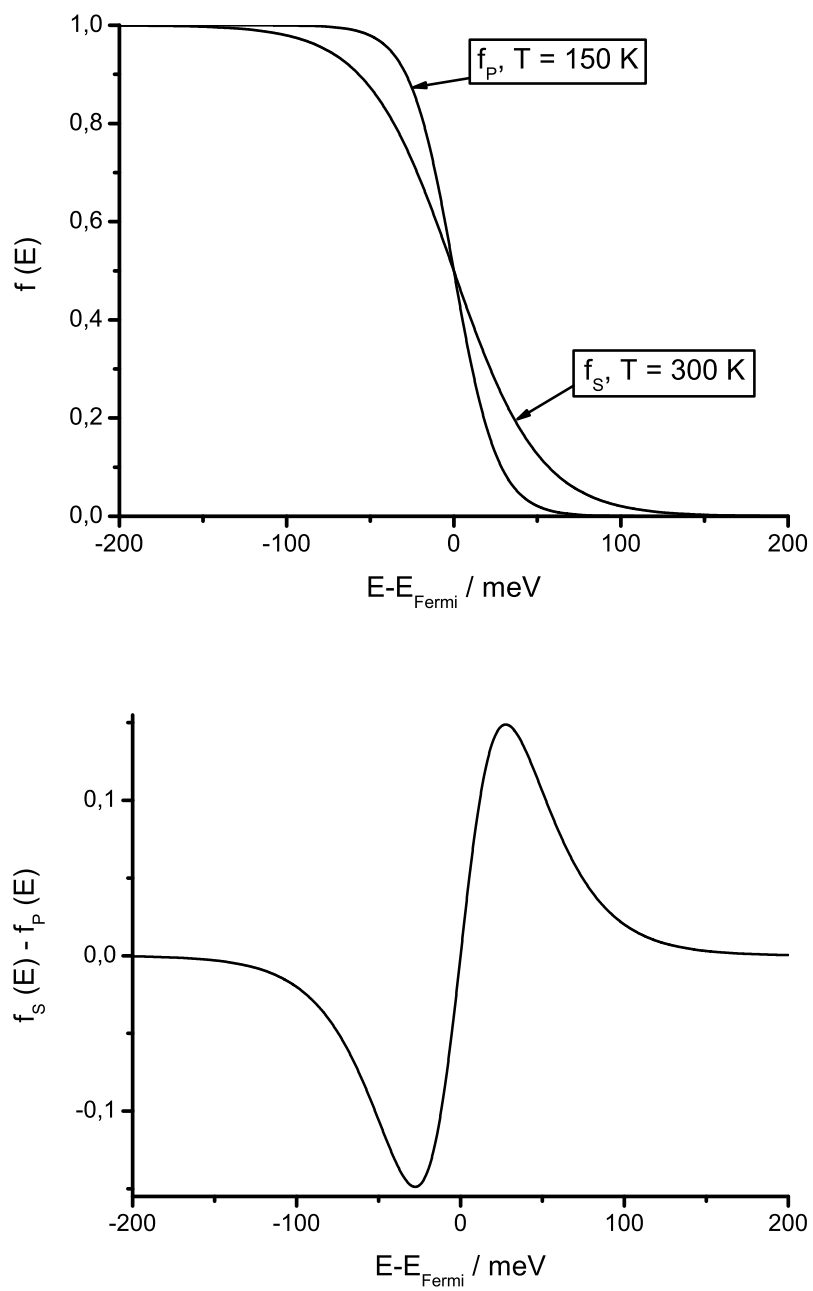 1,0
f_P, T = 150 K
0,8
0,6
f (E)
0,4
f_S, T = 300 K
0,2
0,0
-200 -100 0 100 200
E-E_Fermi / meV
0,1
f_S (E) - f_P (E)
0,0
-0,1
-200 -100 0 100 200
E-E_Fermi / meV